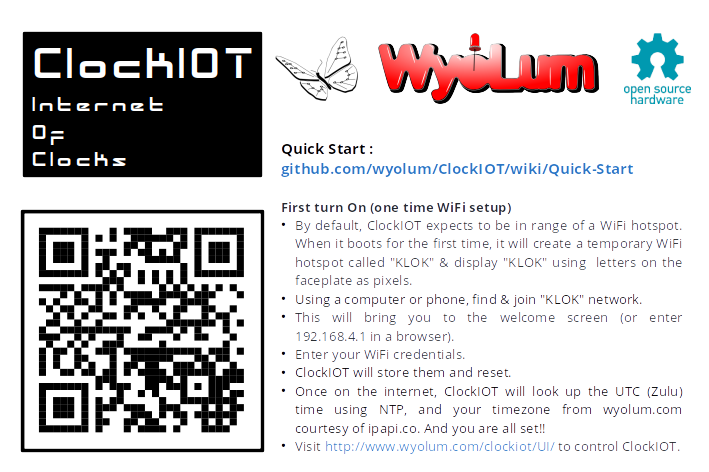 ClockIOT
Internet
Of
Clocks
WyoLum
open source
hardware
Quick Start :
github.com/wyolum/ClockIOT/wiki/Quick-Start
First turn On (one time WiFi setup)
• By default, ClockIOT expects to be in range of a WiFi hotspot.
When it boots for the first time, it will create a temporary WiFi
hotspot called "KLOK" & display "KLOK" using letters on the
faceplate as pixels.
• Using a computer or phone, find & join "KLOK" network.
• This will bring you to the welcome screen (or enter
192.168.4.1 in a browser).
• Enter your WiFi credentials.
• ClockIOT will store them and reset.
• Once on the internet, ClockIOT will look up the UTC (Zulu)
time using NTP, and your timezone from wyolum.com
courtesy of ipapi.co. And you are all set!!
• Visit http://www.wyolum.com/clockiot/UI/ to control ClockIOT.